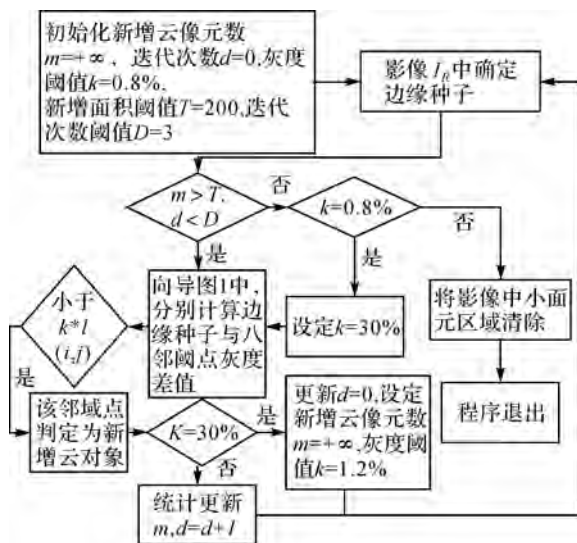 初始化新增云像元数
m=+∞, 迭代次数d=0,灰度
阈值k=0.8%,
新增面积阈值T=200,迭代
次数阈值D=3
影像I_R中确定
边缘种子
m>T,
d<D
否
k=0.8%
否
是
是
小于
k*l
(i,j)
向导图1中,
分别计算边
缘种子与八
邻阈点灰度
差值
设定k=30%
将影像中小面
元区域清除
是
该邻域点
判定为新
增云对象
K=30%
是
更新d=0,设定
新增云像元数
m=+∞,灰度阈
值k=1.2%
程序退出
否
统计更新
m,d=d+1